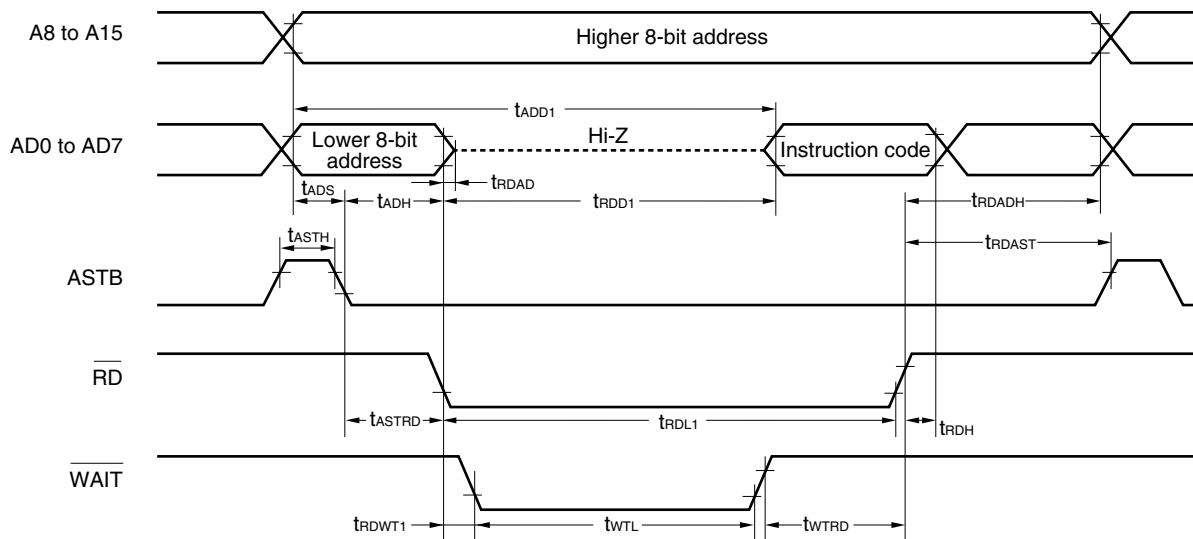 A8 to A15
Higher 8-bit address
tADD1
AD0 to AD7
Lower 8-bit
address
Hi-Z
Instruction code
tRDAD
tADS
tADH
tRDD1
tRDADH
tASTH
tRDAST
ASTB
RD
tASTRD
tRDL1
tRDH
WAIT
tRDWT1
tWTL
tWTRD